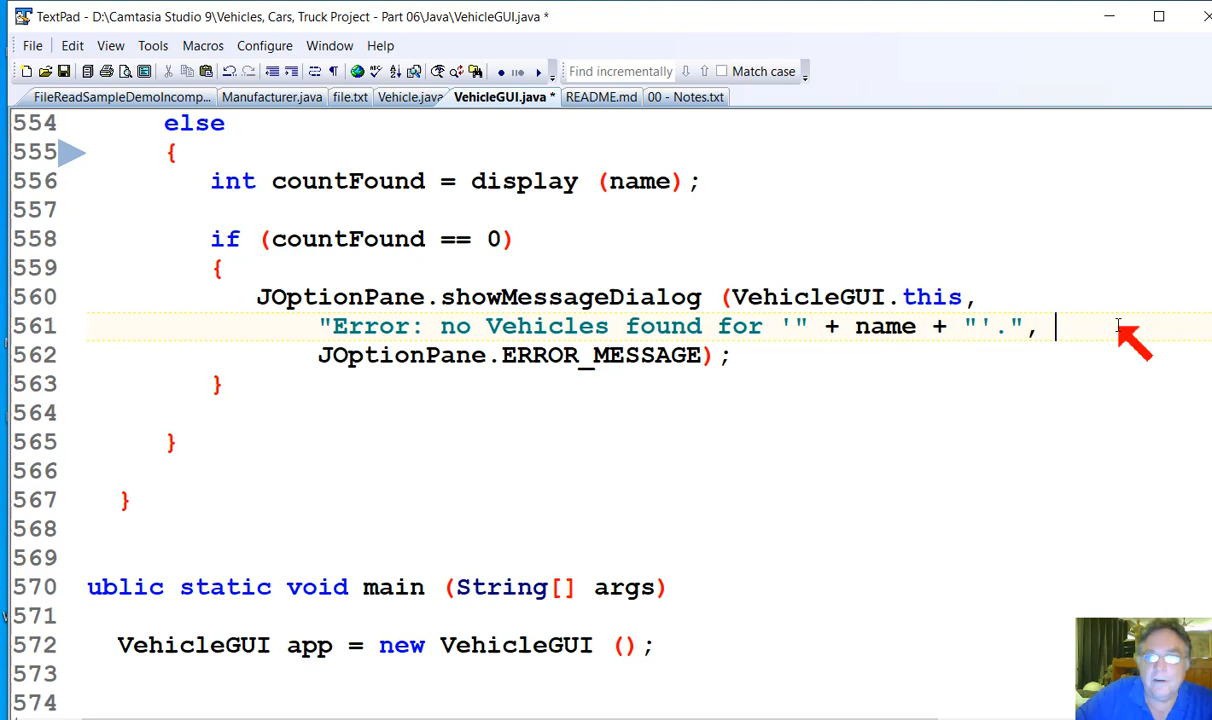 TextPad - D:\Camtasia Studio 9\Vehicles, Cars, Truck Project - Part 06\Java\VehicleGUI.java *
File Edit View Tools Macros Configure Window Help
Find incrementally Match case
FileReadSampleDemoIncomp... Manufacturer.java file.txt Vehicle.java VehicleGUI.java * README.md 00 - Notes.txt
554 else
555 {
556 int countFound = display (name);
557
558 if (countFound == 0)
559 {
560 JOptionPane.showMessageDialog (VehicleGUI.this,
561 "Error: no Vehicles found for '" + name + "'.",
562 JOptionPane.ERROR_MESSAGE);
563 }
564
565 }
566
567 }
568
569
570 ublic static void main (String[] args)
571
572 VehicleGUI app = new VehicleGUI ();
573
574